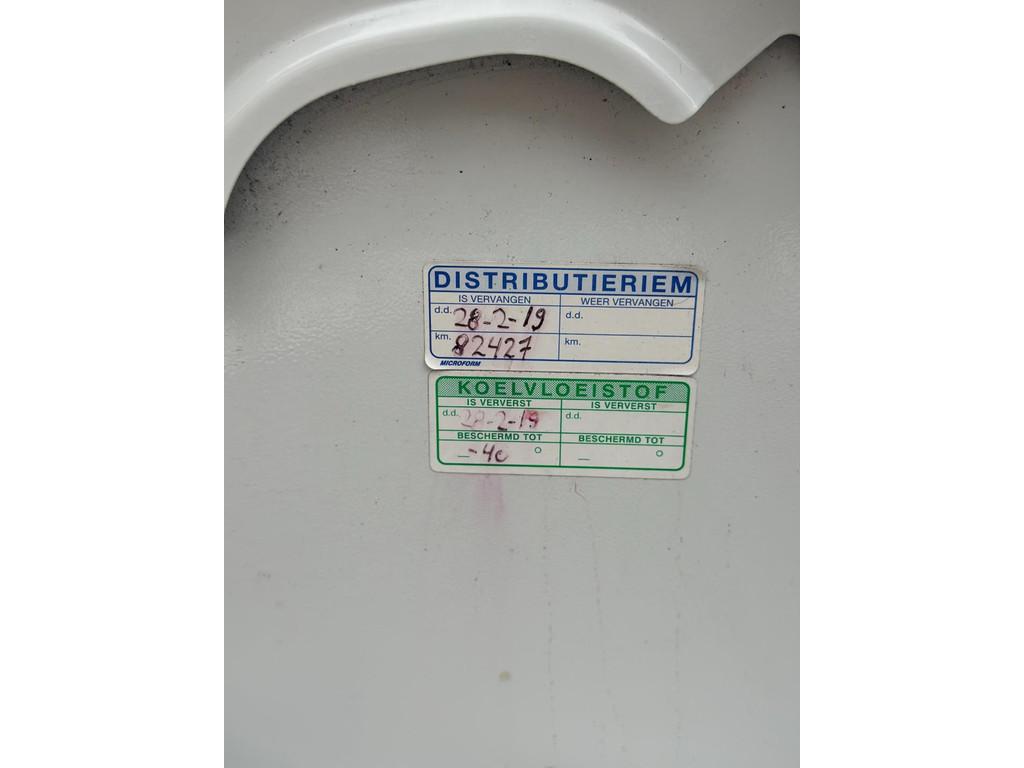 DISTRIBUTIERIEM
IS VERVANGEN WEER VERVANGEN
d.d. 28-2-19 d.d.
km. 82427 km.
MICROFORM
KOELVLOEISTOF
IS VERVERST IS VERVERST
d.d. 28-2-19 d.d.
BESCHERMD TOT BESCHERMD TOT
_ -40 ° _ °